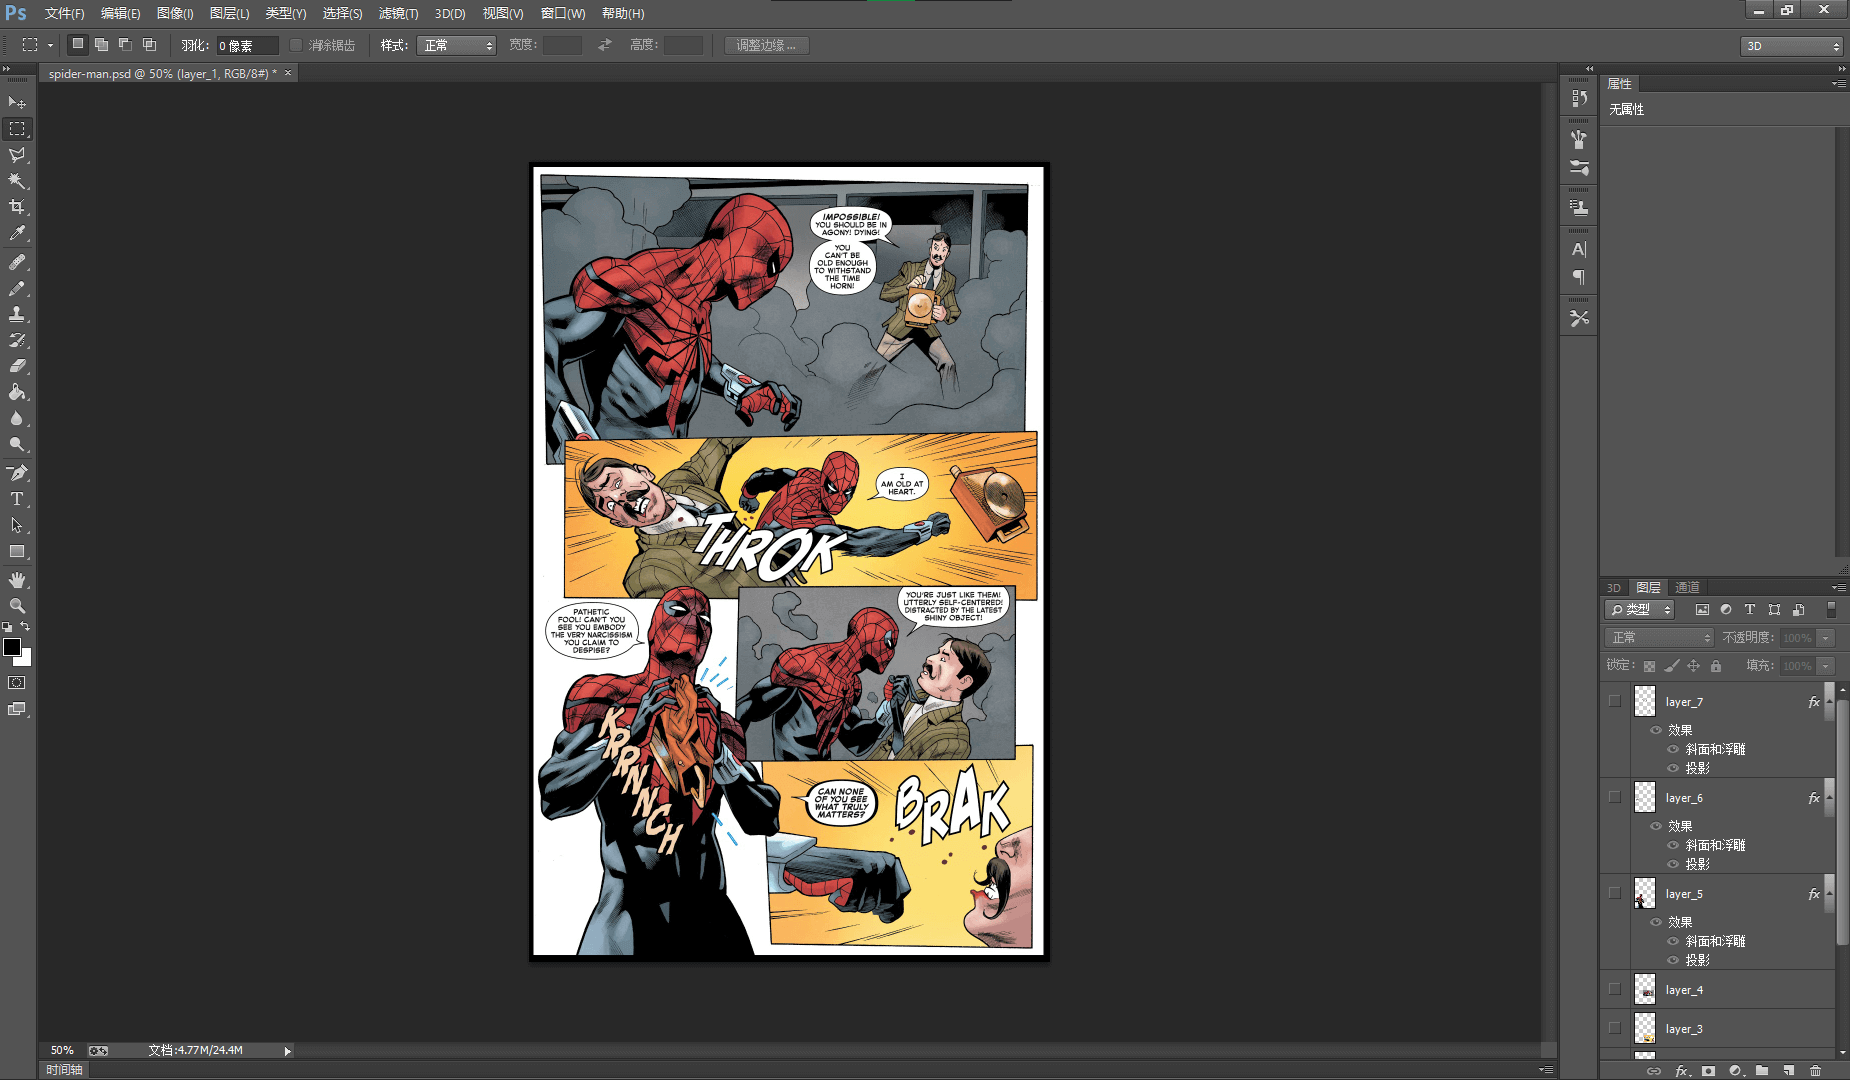 Ps 文件(F) 编辑(E) 图像(I) 图层(L) 类型(Y) 选择(S) 滤镜(T) 3D(D) 视图(V) 窗口(W) 帮助(H)
羽化: 0 像素 消除锯齿 样式: 正常 宽度: 高度: 调整边缘 ... 3D
spider-man.psd @ 50% (layer_1, RGB/8#) * ×
IMPOSSIBLE!
YOU SHOULD BE IN
AGONY! DYING!
YOU
CAN'T BE
OLD ENOUGH
TO WITHSTAND
THE TIME
HORN!
I
AM OLD AT
HEART.
THROK
PATHETIC
FOOL! CAN'T YOU
SEE YOU EMBODY
THE VERY NARCISSISM
YOU CLAIM TO
DESPISE?
YOU'RE JUST LIKE THEM!
UTTERLY SELF-CENTERED!
DISTRACTED BY THE LATEST
SHINY OBJECT!
KRRNNCH
CAN NONE
OF YOU SEE
WHAT TRULY
MATTERS?
BRAK
属性
无属性
3D 图层 通道
类型
正常 不透明度: 100%
锁定: 填充: 100%
layer_7 fx
效果
斜面和浮雕
投影
layer_6 fx
效果
斜面和浮雕
投影
layer_5 fx
效果
斜面和浮雕
投影
layer_4
layer_3
50% 文档:4.77M/24.4M
时间轴